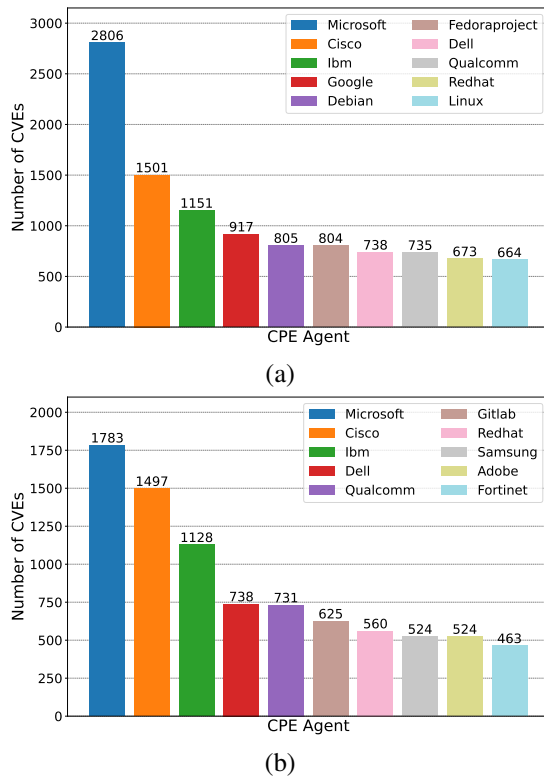 3000
2500
2000
1500
1000
500
0
Number of CVEs
2806
1501
1151
917
805
804
738
735
673
664
Microsoft
Cisco
Ibm
Google
Debian
Fedoraproject
Dell
Qualcomm
Redhat
Linux
CPE Agent
(a)
2000
1750
1500
1250
1000
750
500
250
0
Number of CVEs
1783
1497
1128
738
731
625
560
524
524
463
Microsoft
Cisco
Ibm
Dell
Qualcomm
Gitlab
Redhat
Samsung
Adobe
Fortinet
CPE Agent
(b)